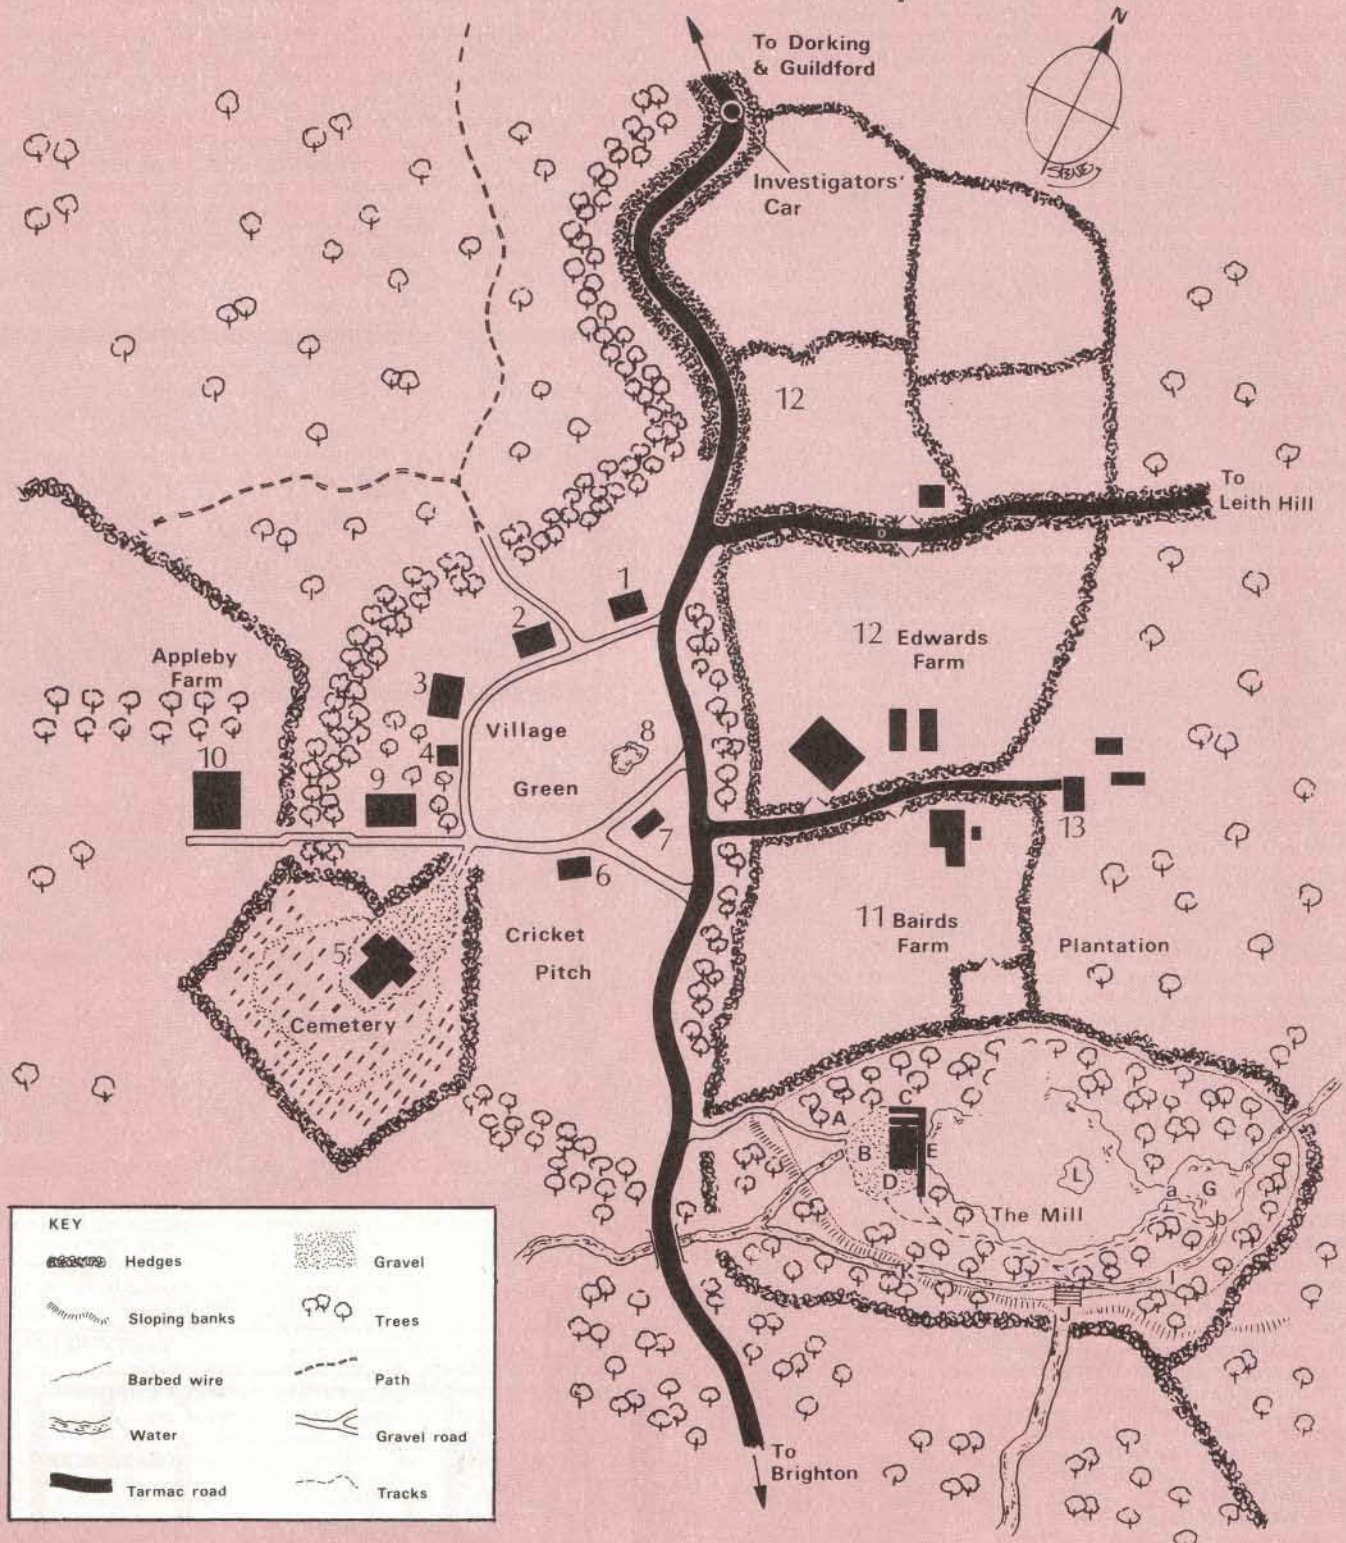 To Dorking
& Guildford
N
Investigators'
Car
12
To
Leith Hill
1
2
12 Edwards
Farm
Appleby
Farm
3
Village
8
4
10
9
Green
7
13
6
11 Bairds
Farm
Cricket
Pitch
Plantation
5
Cemetery
C
A
B
E
D
L
a
G
b
The Mill
K
I
J
To
Brighton
KEY
Hedges
Gravel
Sloping banks
Trees
Barbed wire
Path
Water
Gravel road
Tarmac road
Tracks